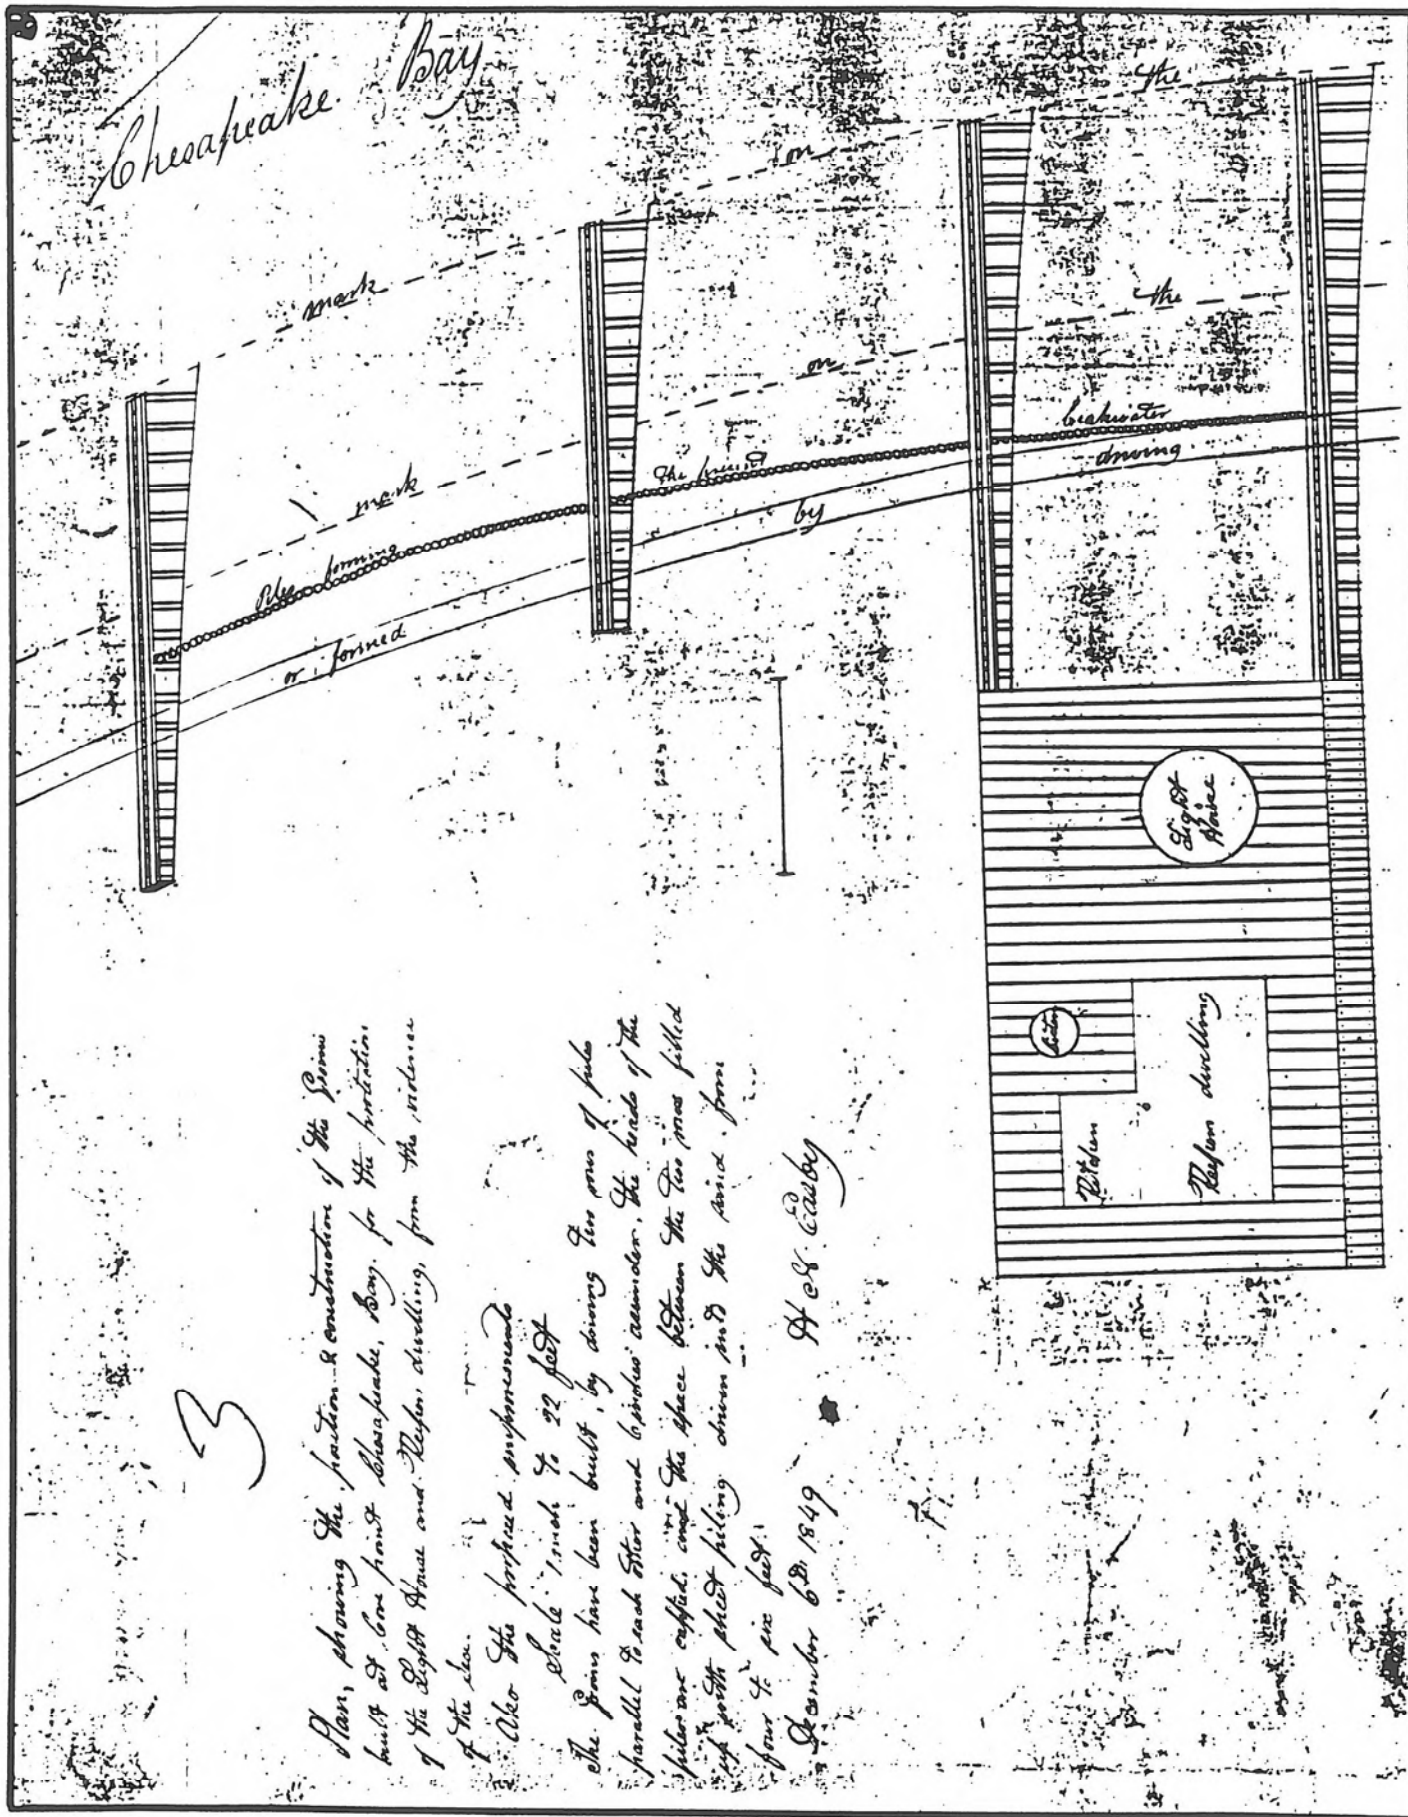 Chesapeake Bay
mark on the
mark on the
Piles forming the present breakwater
or formed by driving
Light House
Kitchen
Keepers dwelling
3
Plan, showing the position & construction of the
built at Cove point Chesapeake, Bay. for the protection
of the Light House and Keepers dwelling, from the violence
of the sea.
Also the proposed improvements
Scale 1 inch to 22 feet
The have been built, by driving two rows of piles
parallel to each other and 6 inches asunder, the heads of the
piles are capped, and the space between the two rows filled
up with sheet piling driven into the sand. from
four to six feet.
December 6th 1849
Easby